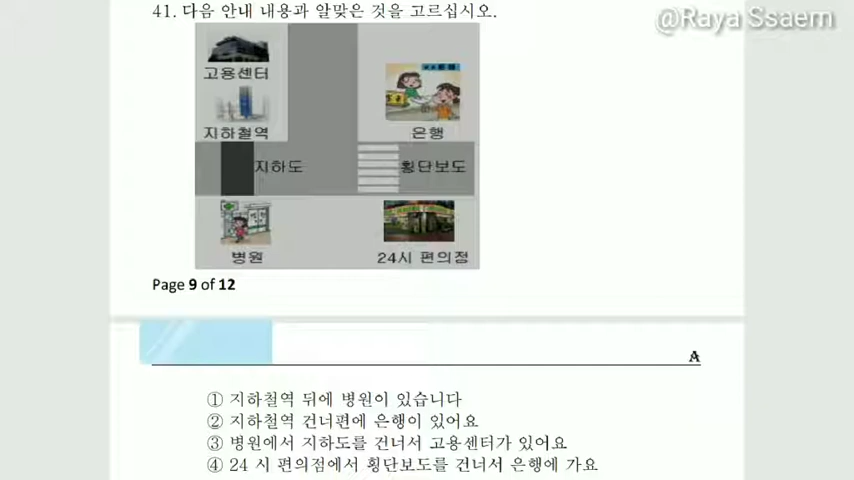 41. 다음 안내 내용과 알맞은 것을 고르십시오.
@Raya Ssaem
고용센터
지하철역
은행
지하도
횡단보도
병원
24시 편의점
Page 9 of 12
A
① 지하철역 뒤에 병원이 있습니다
② 지하철역 건너편에 은행이 있어요
③ 병원에서 지하도를 건너서 고용센터가 있어요
④ 24 시 편의점에서 횡단보도를 건너서 은행에 가요